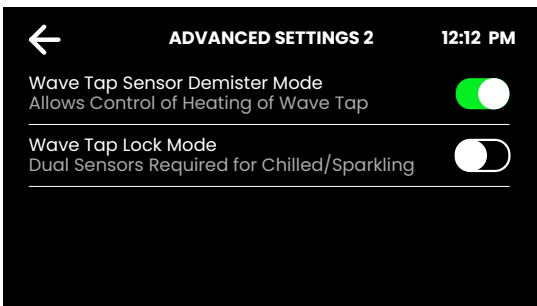 ADVANCED SETTINGS 2 12:12 PM
Wave Tap Sensor Demister Mode
Allows Control of Heating of Wave Tap
Wave Tap Lock Mode
Dual Sensors Required for Chilled/Sparkling